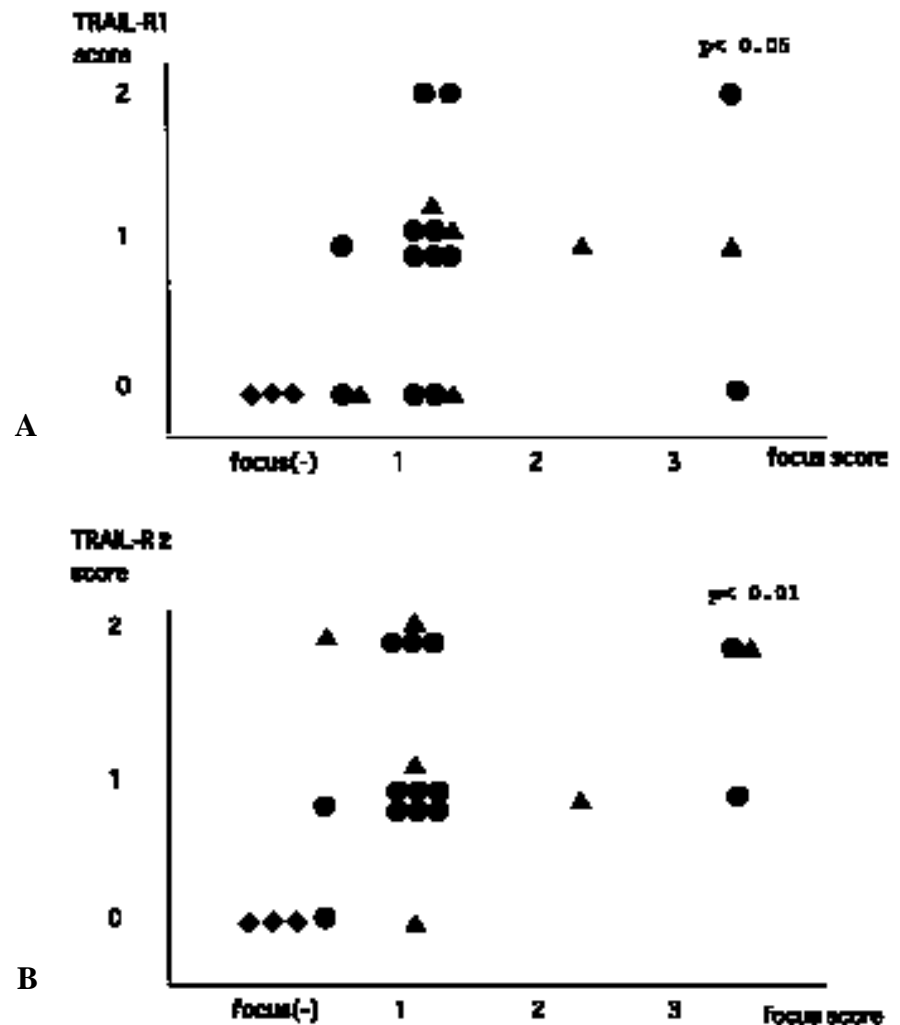 TRAIL-R1
score
p< 0.05
2
1
0
A
focus(-) 1 2 3 focus score
TRAIL-R 2
score
p< 0.01
2
1
0
B
focus(-) 1 2 3 focus score